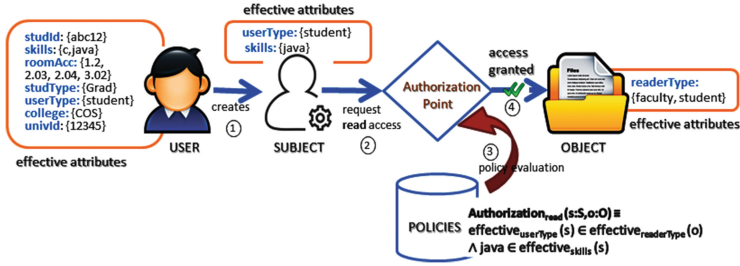 studId: {abc12}
skills: {c,java}
roomAcc: {1.2,
2.03, 2.04, 3.02}
studType: {Grad}
userType: {student}
college: {COS}
univId: {12345}
effective attributes
USER
creates
1
effective attributes
userType: {student}
skills: {java}
SUBJECT
request
read access
2
Authorization
Point
access
granted
4
3
policy evaluation
POLICIES
Authorizationread (s:S,o:O) ≡
effectiveuserType (s) ∈ effectivereaderType (o)
∧ java ∈ effectiveskills (s)
Files
OBJECT
readerType:
{faculty, student}
effective attributes